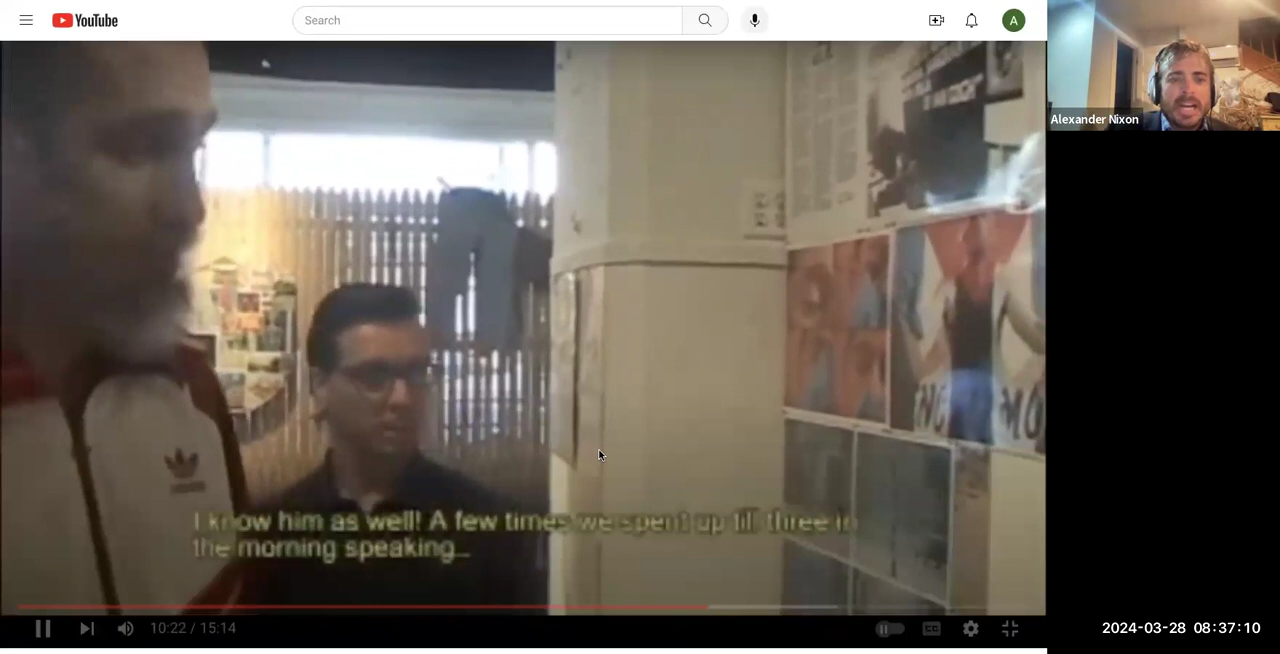 YouTube
Search
A
Alexander Nixon
I know him as well! A few times we spent up till three in
the morning speaking...
10:22 / 15:14
CC
2024-03-28 08:37:10